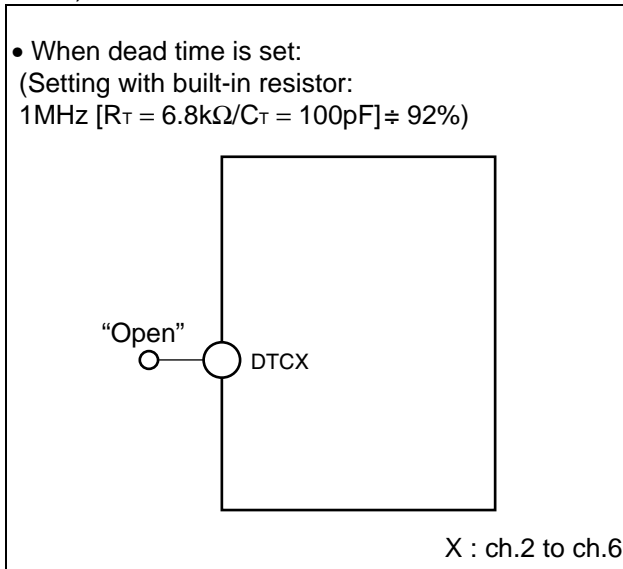 • When dead time is set:
(Setting with built-in resistor:
1MHz [RT = 6.8kΩ/CT = 100pF]≑ 92%)
“Open”
DTCX
X : ch.2 to ch.6